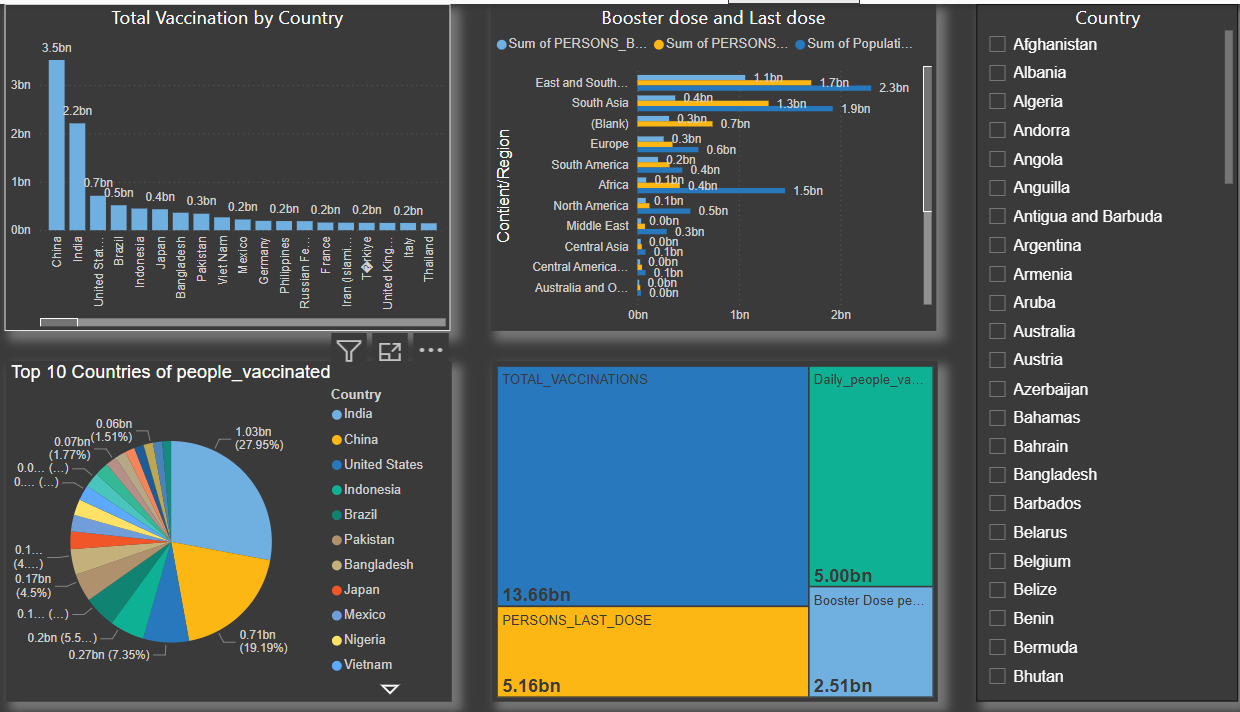 Total Vaccination by Country
3.5bn
3bn
2.2bn
2bn
1bn
0.7bn
0.5bn
0.4bn
0.3bn
0.2bn
0.2bn
0.2bn
0.2bn
0.2bn
0bn
China
India
United Stat...
Brazil
Indonesia
Japan
Bangladesh
Pakistan
Viet Nam
Mexico
Germany
Philippines
Russian Fe...
France
Iran (Islami...
T�rkiye
United King...
Italy
Thailand
Booster dose and Last dose
Sum of PERSONS_B... Sum of PERSONS... Sum of Populati...
Contient/Region
East and South... 1.1bn 1.7bn 2.3bn
South Asia 0.4bn 1.3bn 1.9bn
(Blank) 0.3bn 0.7bn
Europe 0.3bn 0.6bn
South America 0.2bn 0.4bn
Africa 0.1bn 0.4bn 1.5bn
North America 0.1bn 0.5bn
Middle East 0.0bn 0.3bn
Central Asia 0.0bn 0.1bn
Central America... 0.0bn 0.1bn
Australia and O... 0.0bn 0.0bn
0bn 1bn 2bn
Country
Afghanistan
Albania
Algeria
Andorra
Angola
Anguilla
Antigua and Barbuda
Argentina
Armenia
Aruba
Australia
Austria
Azerbaijan
Bahamas
Bahrain
Bangladesh
Barbados
Belarus
Belgium
Belize
Benin
Bermuda
Bhutan
Top 10 Countries of people_vaccinated
0.06bn
(1.51%)
0.07bn
(1.77%)
0.0... (...)
0.... (...)
0.1...
(4....)
0.17bn
(4.5%)
0.1... (...)
0.2bn (5.5...)
0.27bn (7.35%)
1.03bn
(27.95%)
0.71bn
(19.19%)
Country
India
China
United States
Indonesia
Brazil
Pakistan
Bangladesh
Japan
Mexico
Nigeria
Vietnam
TOTAL_VACCINATIONS
13.66bn
PERSONS_LAST_DOSE
5.16bn
Daily_people_va...
5.00bn
Booster Dose pe...
2.51bn